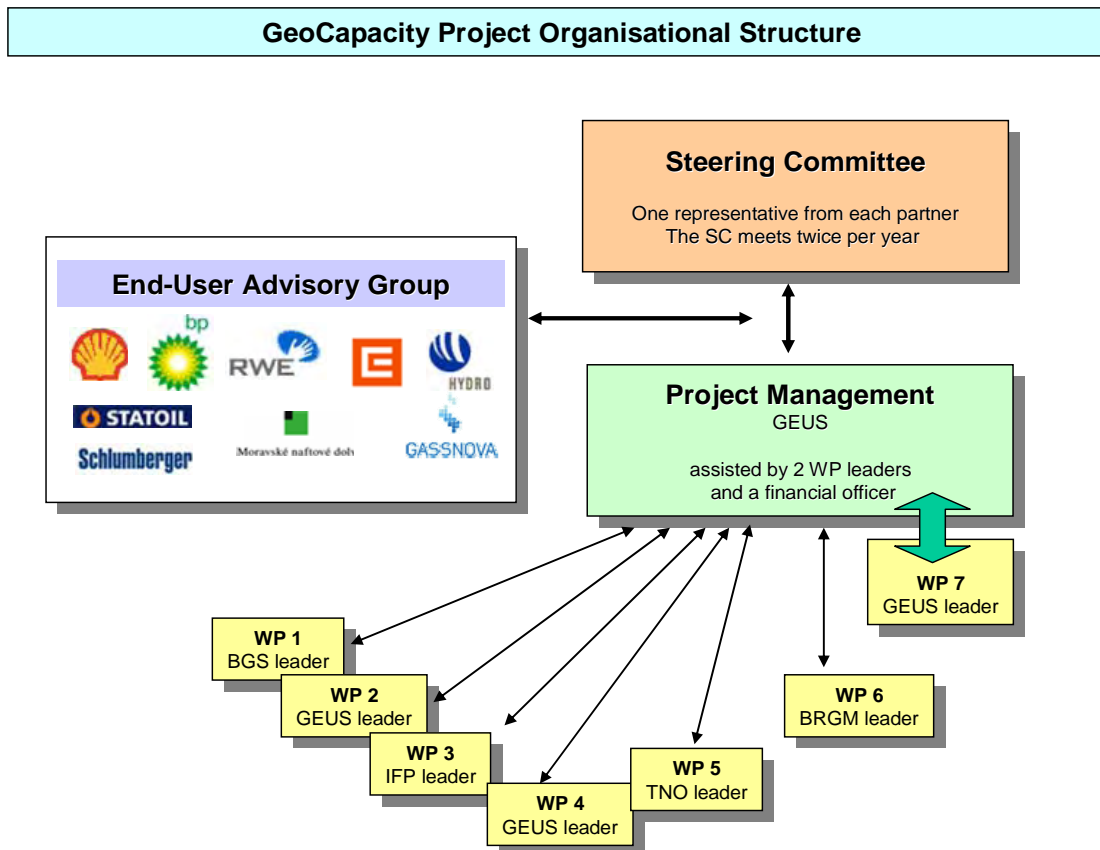 GeoCapacity Project Organisational Structure
Steering Committee
One representative from each partner
The SC meets twice per year
End-User Advisory Group
bp
RWE
HYDRO
STATOIL
Schlumberger
Moravské naftové doly
GASSNOVA
Project Management
GEUS
assisted by 2 WP leaders
and a financial officer
WP 7
GEUS leader
WP 1
BGS leader
WP 2
GEUS leader
WP 3
IFP leader
WP 4
GEUS leader
WP 5
TNO leader
WP 6
BRGM leader